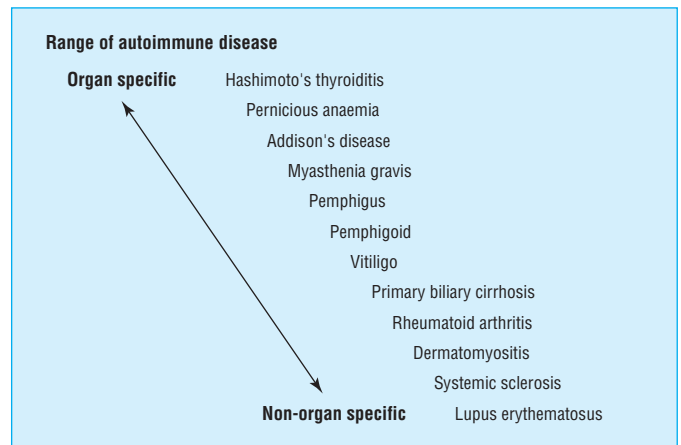 Range of autoimmune disease
Organ specific Hashimoto's thyroiditis
Pernicious anaemia
Addison's disease
Myasthenia gravis
Pemphigus
Pemphigoid
Vitiligo
Primary biliary cirrhosis
Rheumatoid arthritis
Dermatomyositis
Systemic sclerosis
Non-organ specific Lupus erythematosus